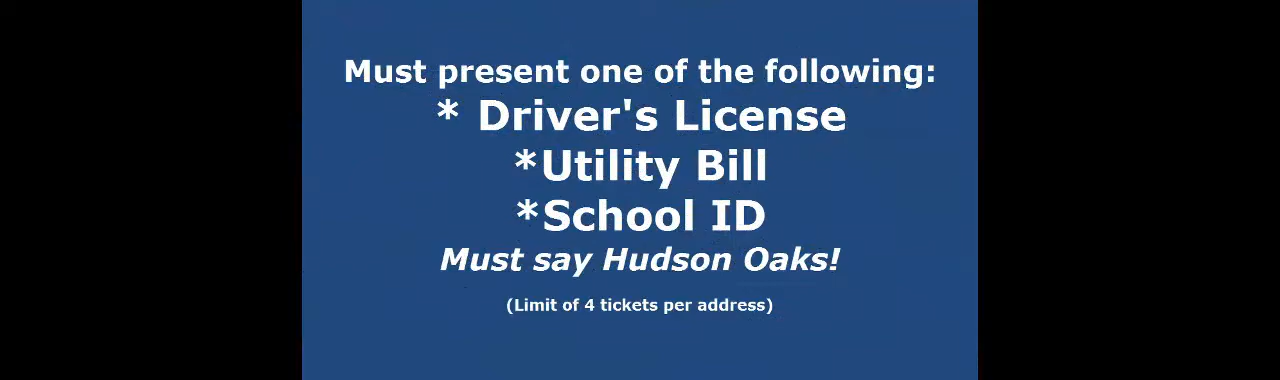 Must present one of the following:
* Driver's License
*Utility Bill
*School ID
Must say Hudson Oaks!
(Limit of 4 tickets per address)